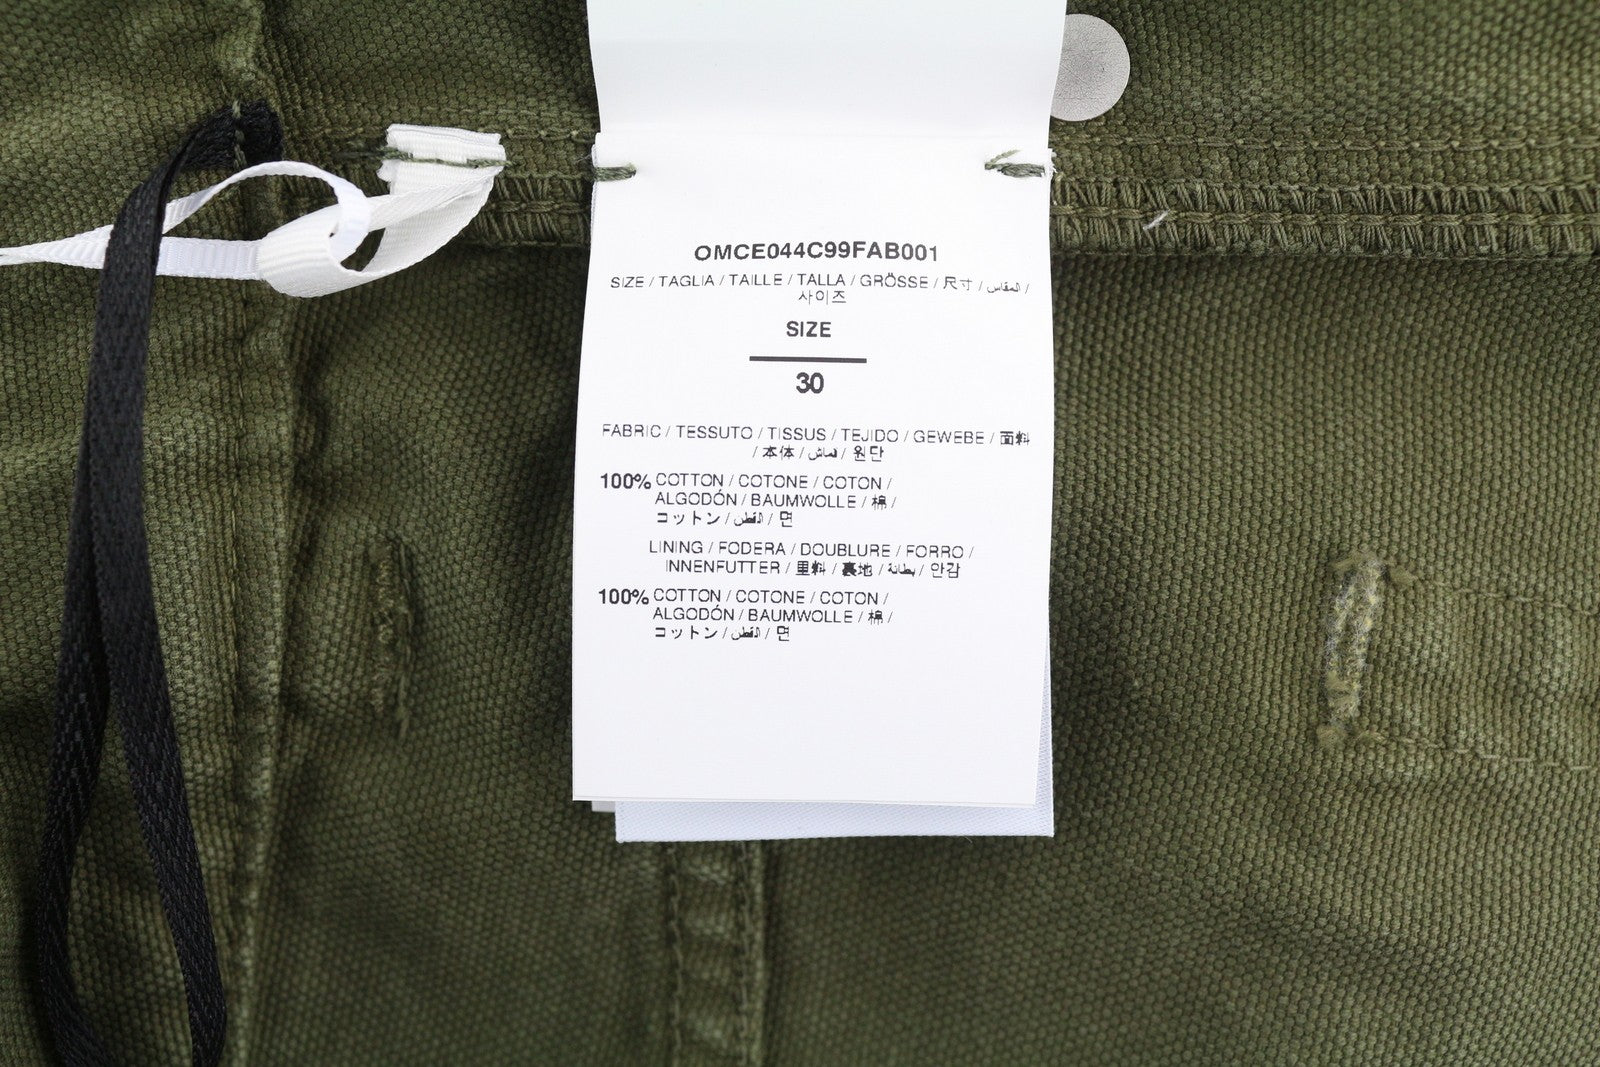 OMCE044C99FAB001
SIZE / TAGLIA / TAILLE / TALLA / GRÖSSE / 尺寸 / المقاس /
사이즈
SIZE
30
FABRIC / TESSUTO / TISSUS / TEJIDO / GEWEBE / 面料
/ 本体 / قماش / 원단
100% COTTON / COTONE / COTON /
ALGODÓN / BAUMWOLLE / 棉 /
コットン / القطن / 면
LINING / FODERA / DOUBLURE / FORRO /
INNENFUTTER / 里料 / 裏地 / بطانة / 안감
100% COTTON / COTONE / COTON /
ALGODÓN / BAUMWOLLE / 棉 /
コットン / القطن / 면